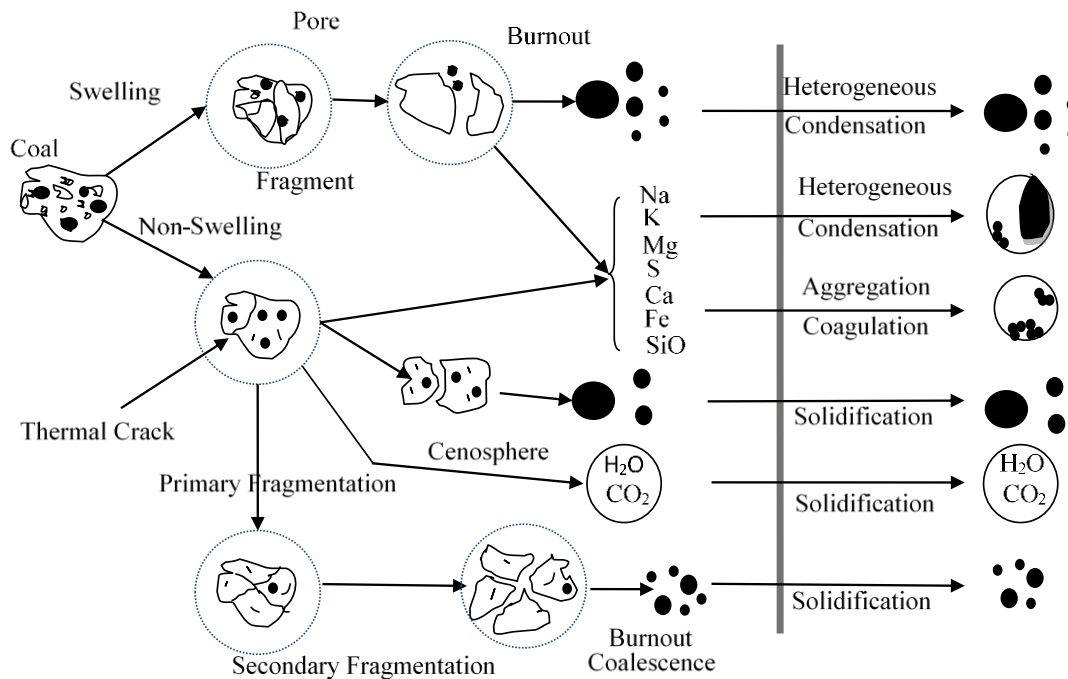 Pore
Burnout
Swelling
Coal
Fragment
Non-Swelling
Thermal Crack
Primary Fragmentation
Cenosphere
Secondary Fragmentation
Burnout
Coalescence
Na
K
Mg
S
Ca
Fe
SiO
H₂O
CO₂
Heterogeneous
Condensation
Heterogeneous
Condensation
Aggregation
Coagulation
Solidification
Solidification
Solidification
H₂O
CO₂